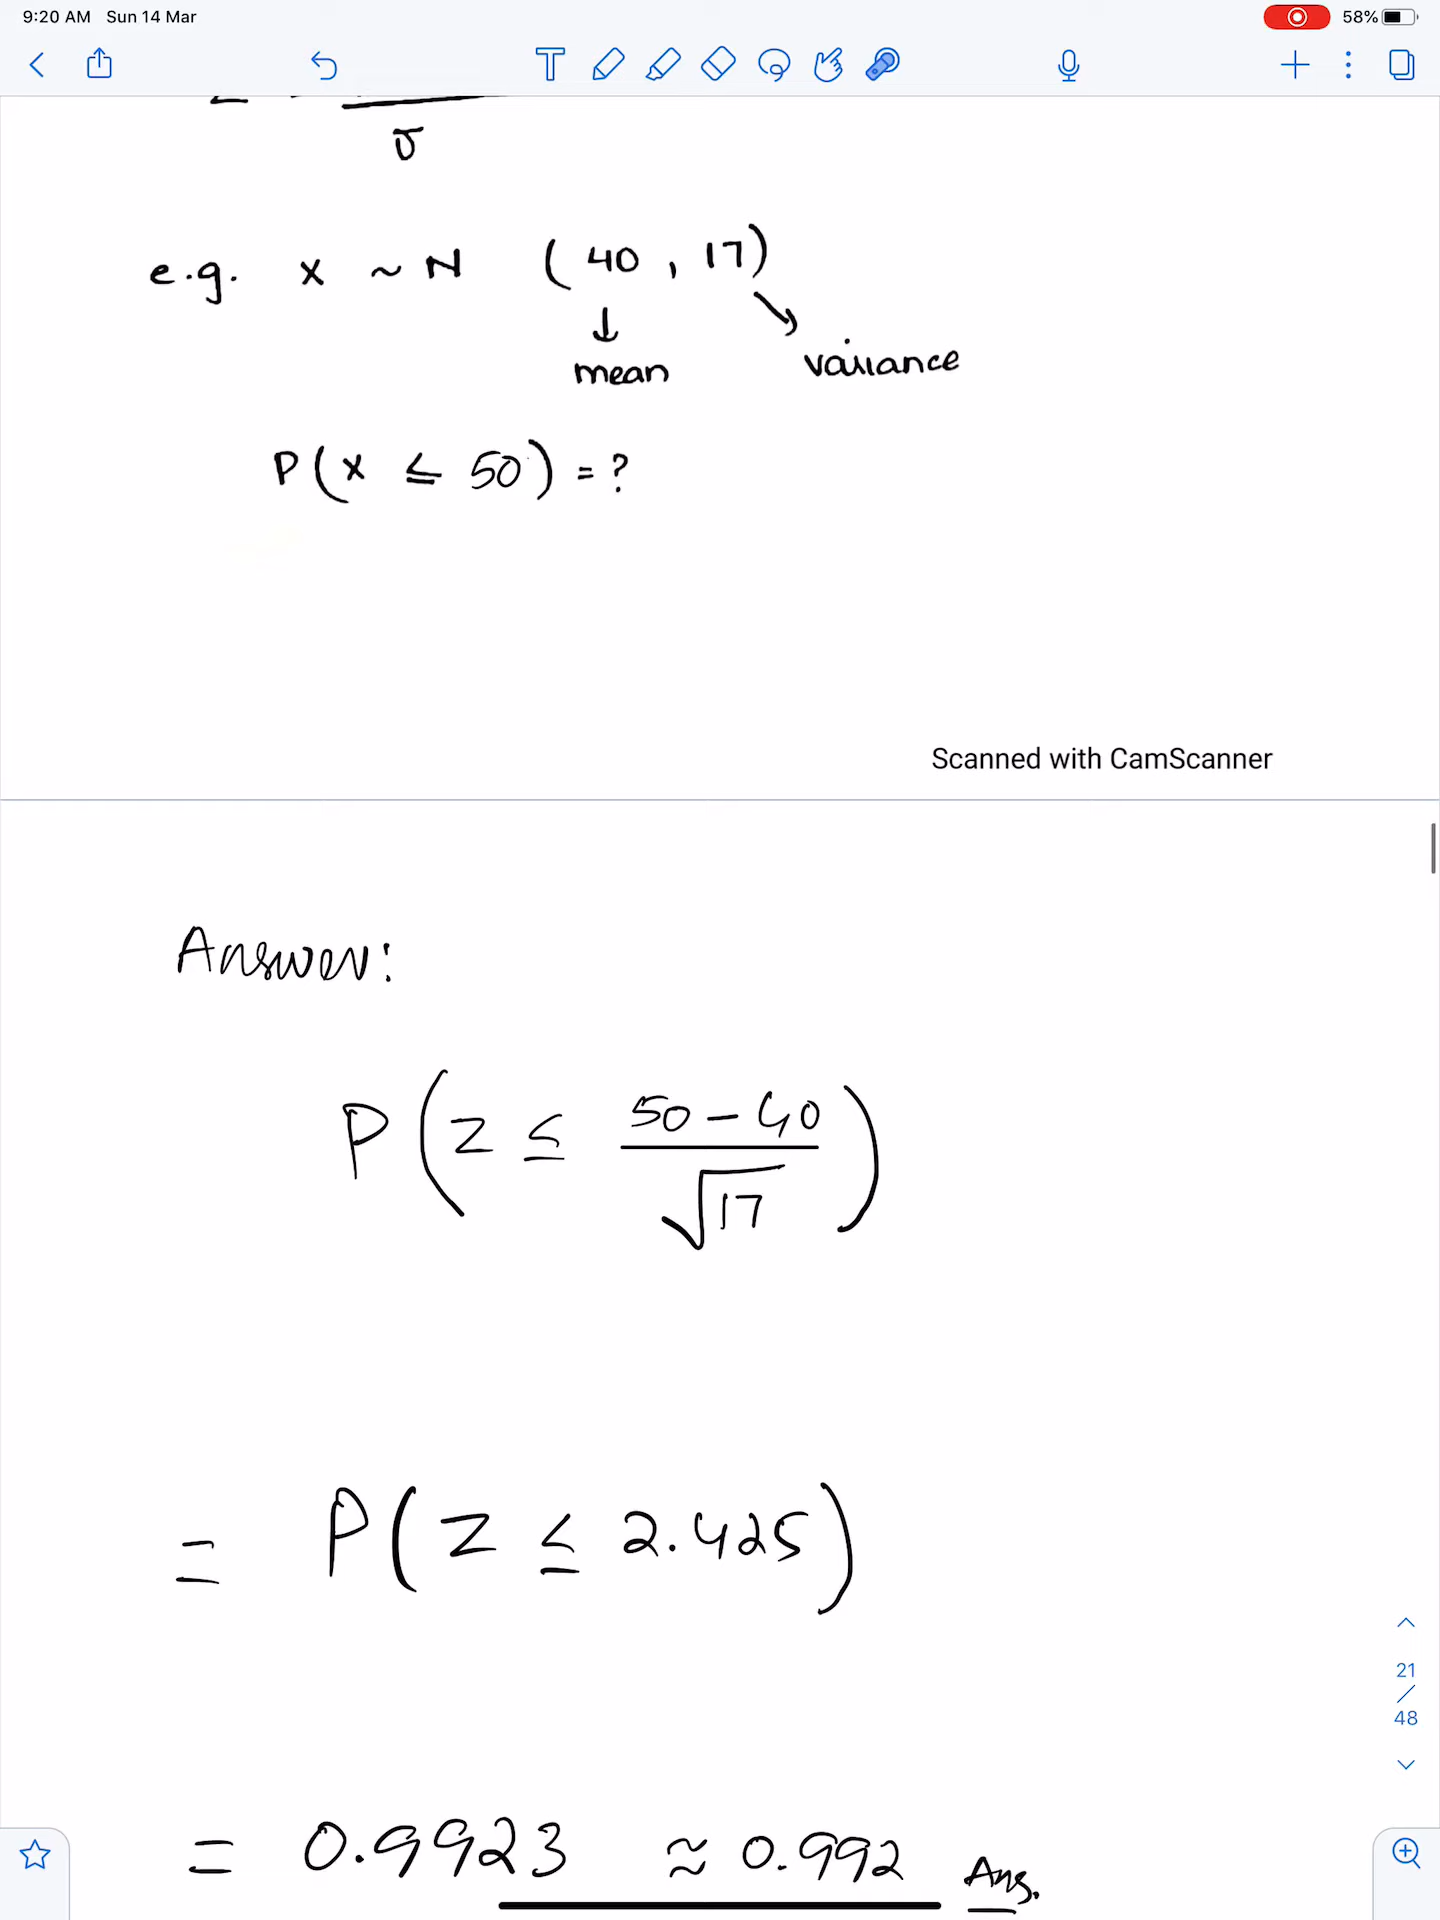 9:20 AM Sun 14 Mar
58%
σ
e.g. x ~ N ( 40 , 17)
↓ ↘
mean variance
P(x ≤ 50) = ?
Scanned with CamScanner
Answer:
P(Z ≤ 50 - 40 / √17)
= P(Z ≤ 2.425)
21
/
48
= 0.9923 ≈ 0.992 Ans.